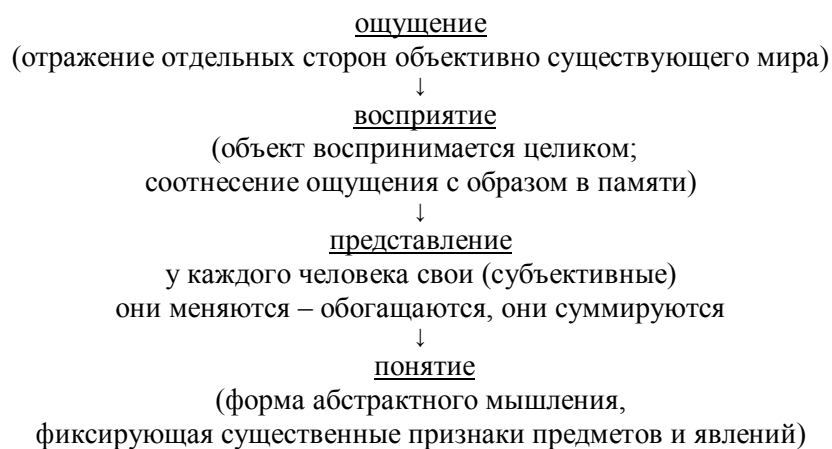 ощущение
(отражение отдельных сторон объективно существующего мира)
↓
восприятие
(объект воспринимается целиком;
соотнесение ощущения с образом в памяти)
↓
представление
у каждого человека свои (субъективные)
они меняются – обогащаются, они суммируются
↓
понятие
(форма абстрактного мышления,
фиксирующая существенные признаки предметов и явлений)